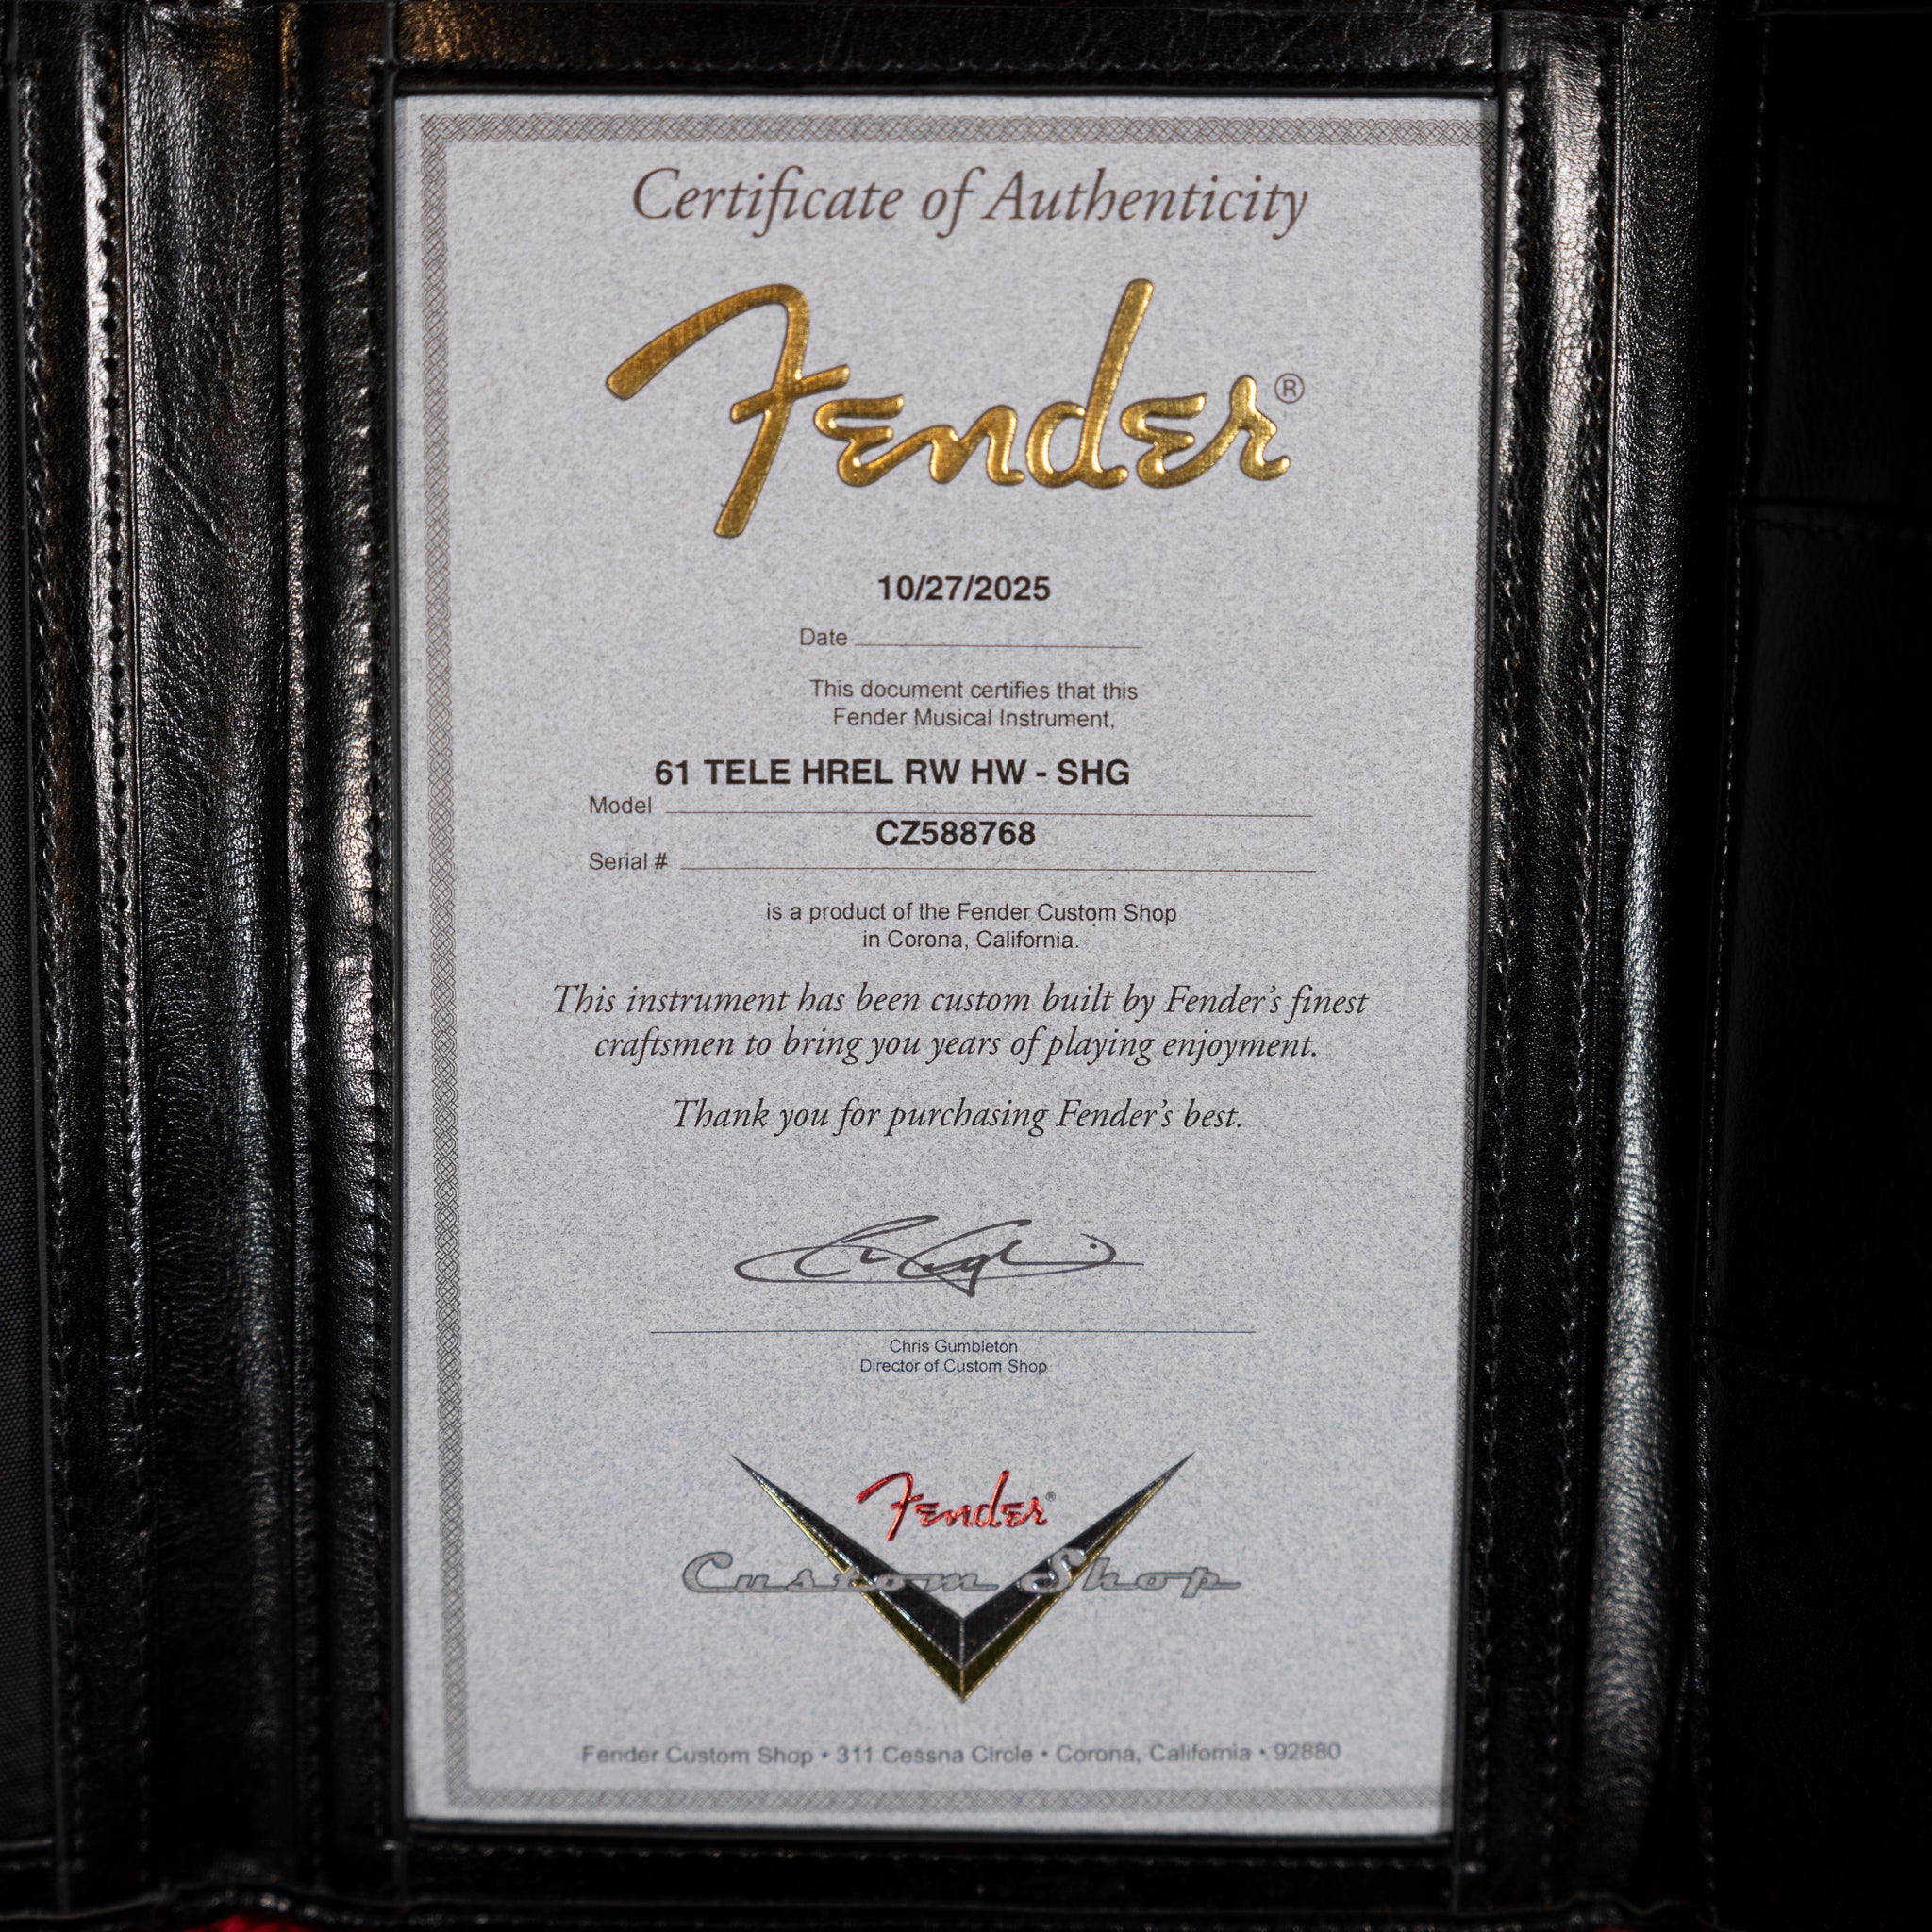 Certificate of Authenticity
Fender®
10/27/2025
Date
This document certifies that this
Fender Musical Instrument,
61 TELE HREL RW HW - SHG
Model
CZ588768
Serial #
is a product of the Fender Custom Shop
in Corona, California.
This instrument has been custom built by Fender's finest
craftsmen to bring you years of playing enjoyment.
Thank you for purchasing Fender's best.
Chris Gumbleton
Director of Custom Shop
Fender®
Custom Shop
Fender Custom Shop • 311 Cessna Circle • Corona, California • 92880